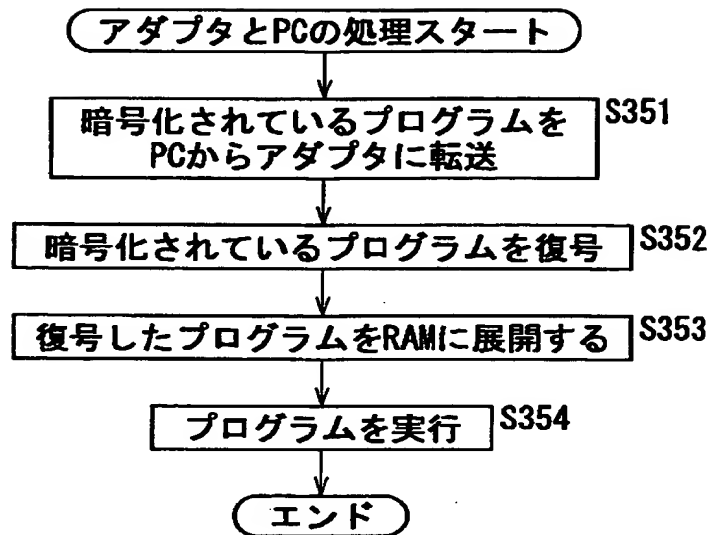 アダプタとPCの処理スタート
暗号化されているプログラムを
PCからアダプタに転送
S351
暗号化されているプログラムを復号
S352
復号したプログラムをRAMに展開する
S353
プログラムを実行
S354
エンド